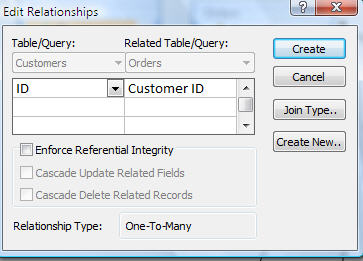 Edit Relationships
Table/Query: Related Table/Query:
Customers Orders
ID Customer ID
Enforce Referential Integrity
Cascade Update Related Fields
Cascade Delete Related Records
Relationship Type: One-To-Many
Create
Cancel
Join Type..
Create New..